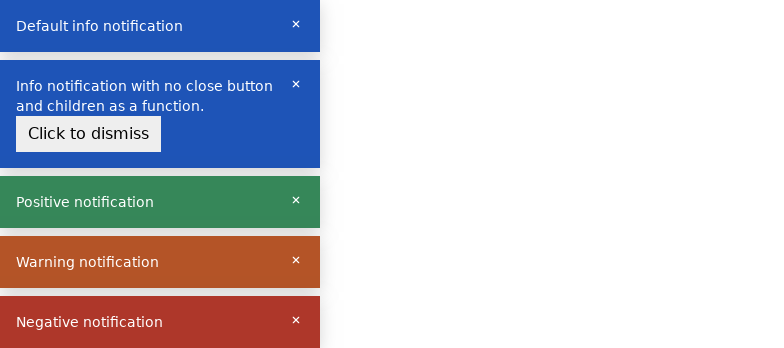 Default info notification ×
Info notification with no close button ×
and children as a function.
Click to dismiss
Positive notification ×
Warning notification ×
Negative notification ×